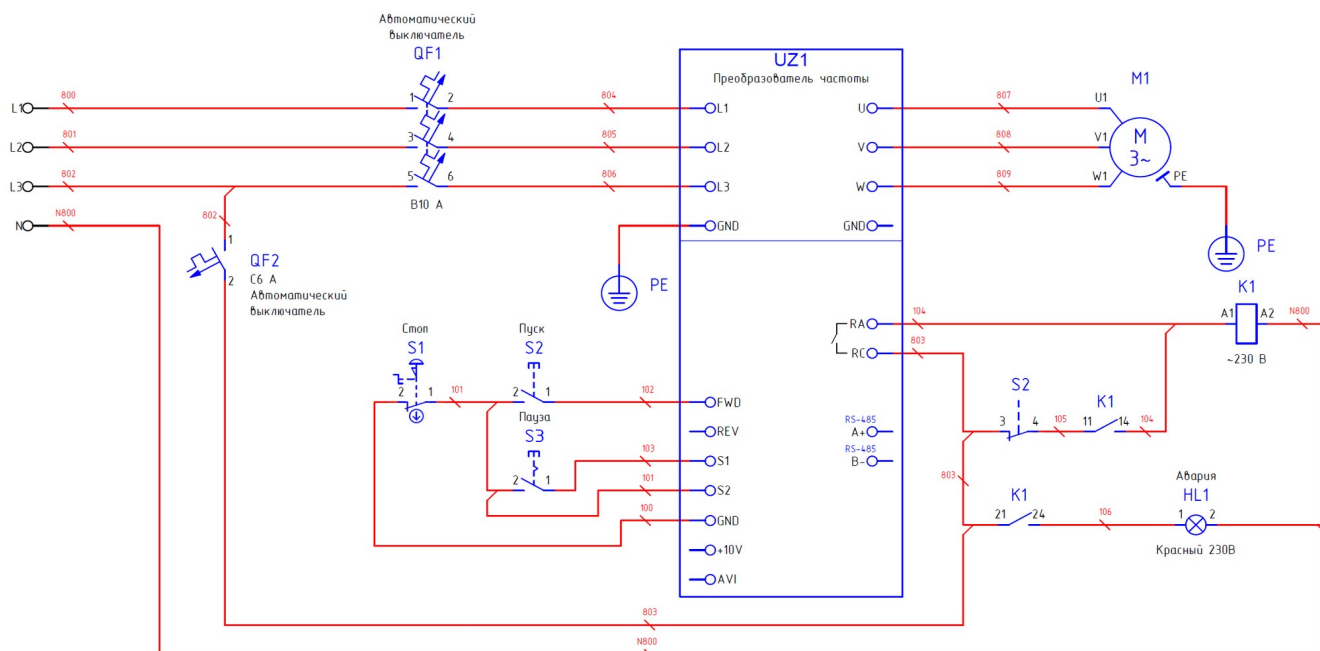 Автоматический
выключатель
QF1
UZ1
Преобразователь частоты
M1
L1
800
1
2
804
L1
U
807
U1
L2
801
3
4
805
L2
V
808
V1
M
3~
L3
802
5
6
806
L3
W
809
W1
PE
B10 А
N
N800
GND
GND
802
1
2
QF2
C6 А
Автоматический
выключатель
PE
PE
K1
RA
104
A1
A2
N800
~230 В
RC
803
Стоп
S1
2
1
101
Пуск
S2
2
1
102
FWD
S2
3
4
105
K1
11
14
104
REV
RS-485
A+
RS-485
B-
Пауза
S3
2
1
103
S1
101
S2
100
GND
+10V
AVI
803
K1
21
24
106
Авария
HL1
1
2
Красный 230В
803
N800